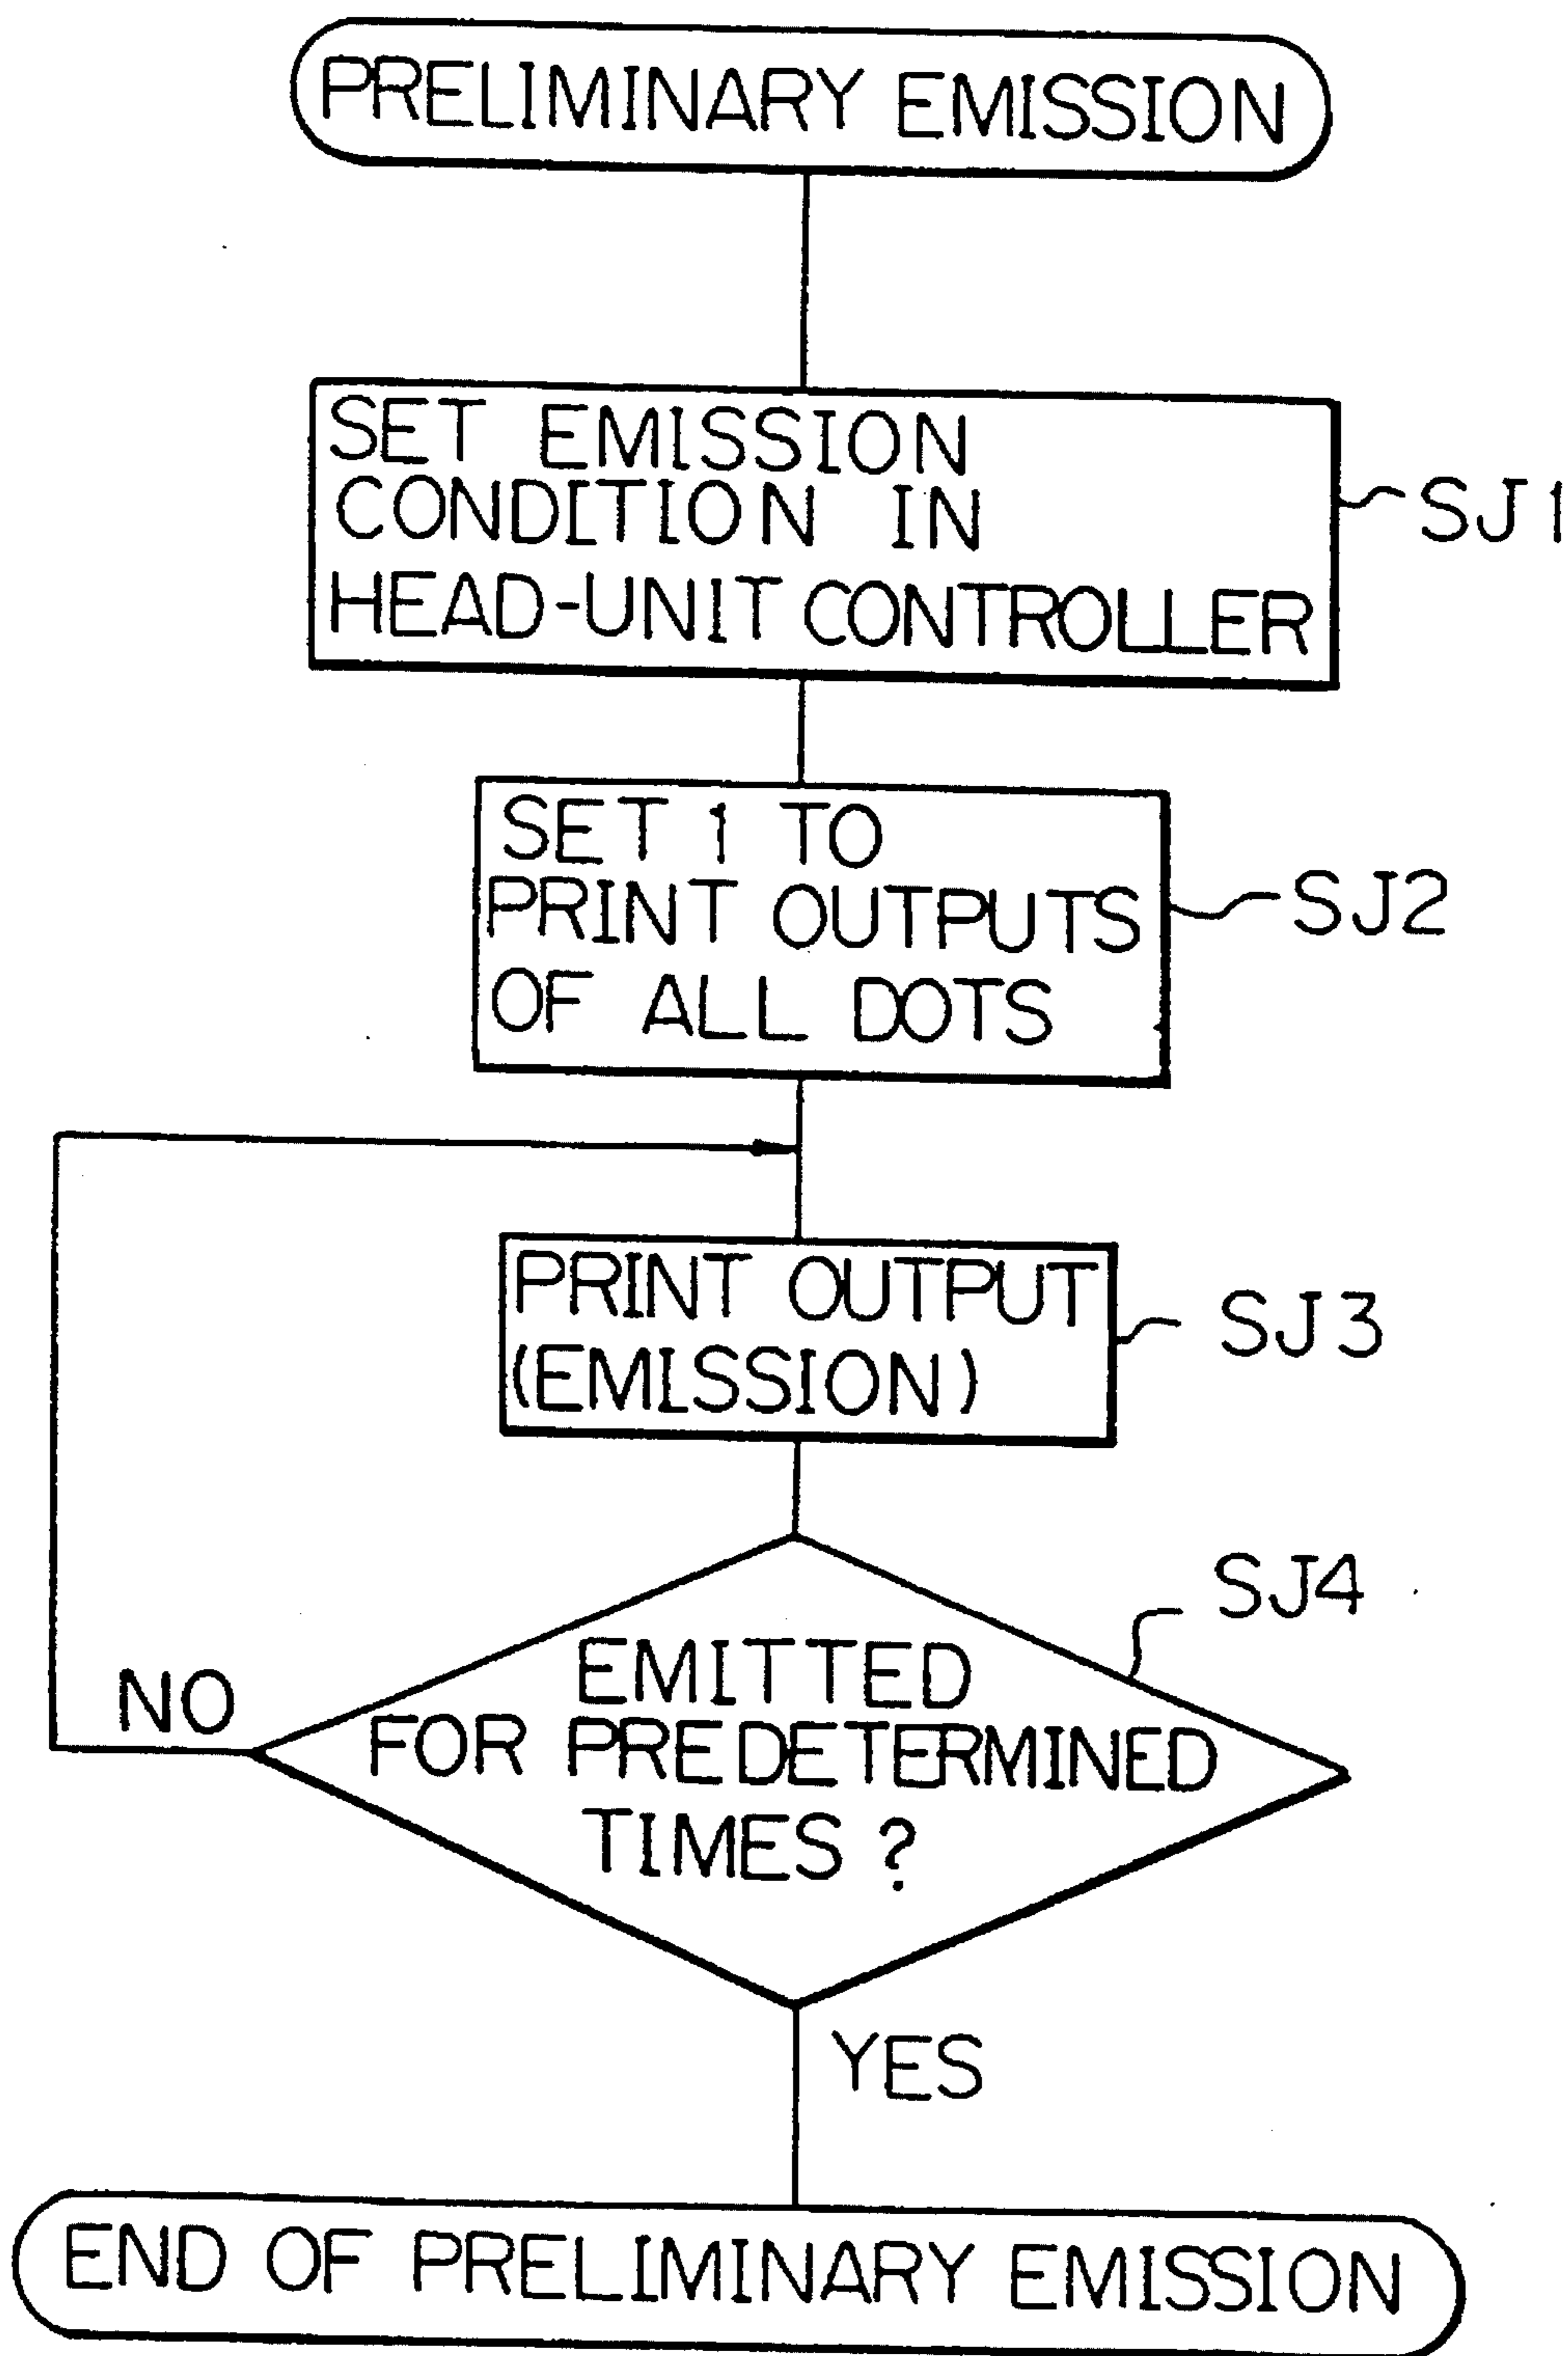 PRELIMINARY EMISSION
SET EMISSION
CONDITION IN
HEAD-UNIT CONTROLLER
SJ1
SET 1 TO
PRINT OUTPUTS
OF ALL DOTS
SJ2
PRINT OUTPUT
(EMISSION)
SJ3
SJ4
EMITTED
FOR PREDETERMINED
TIMES ?
NO
YES
END OF PRELIMINARY EMISSION